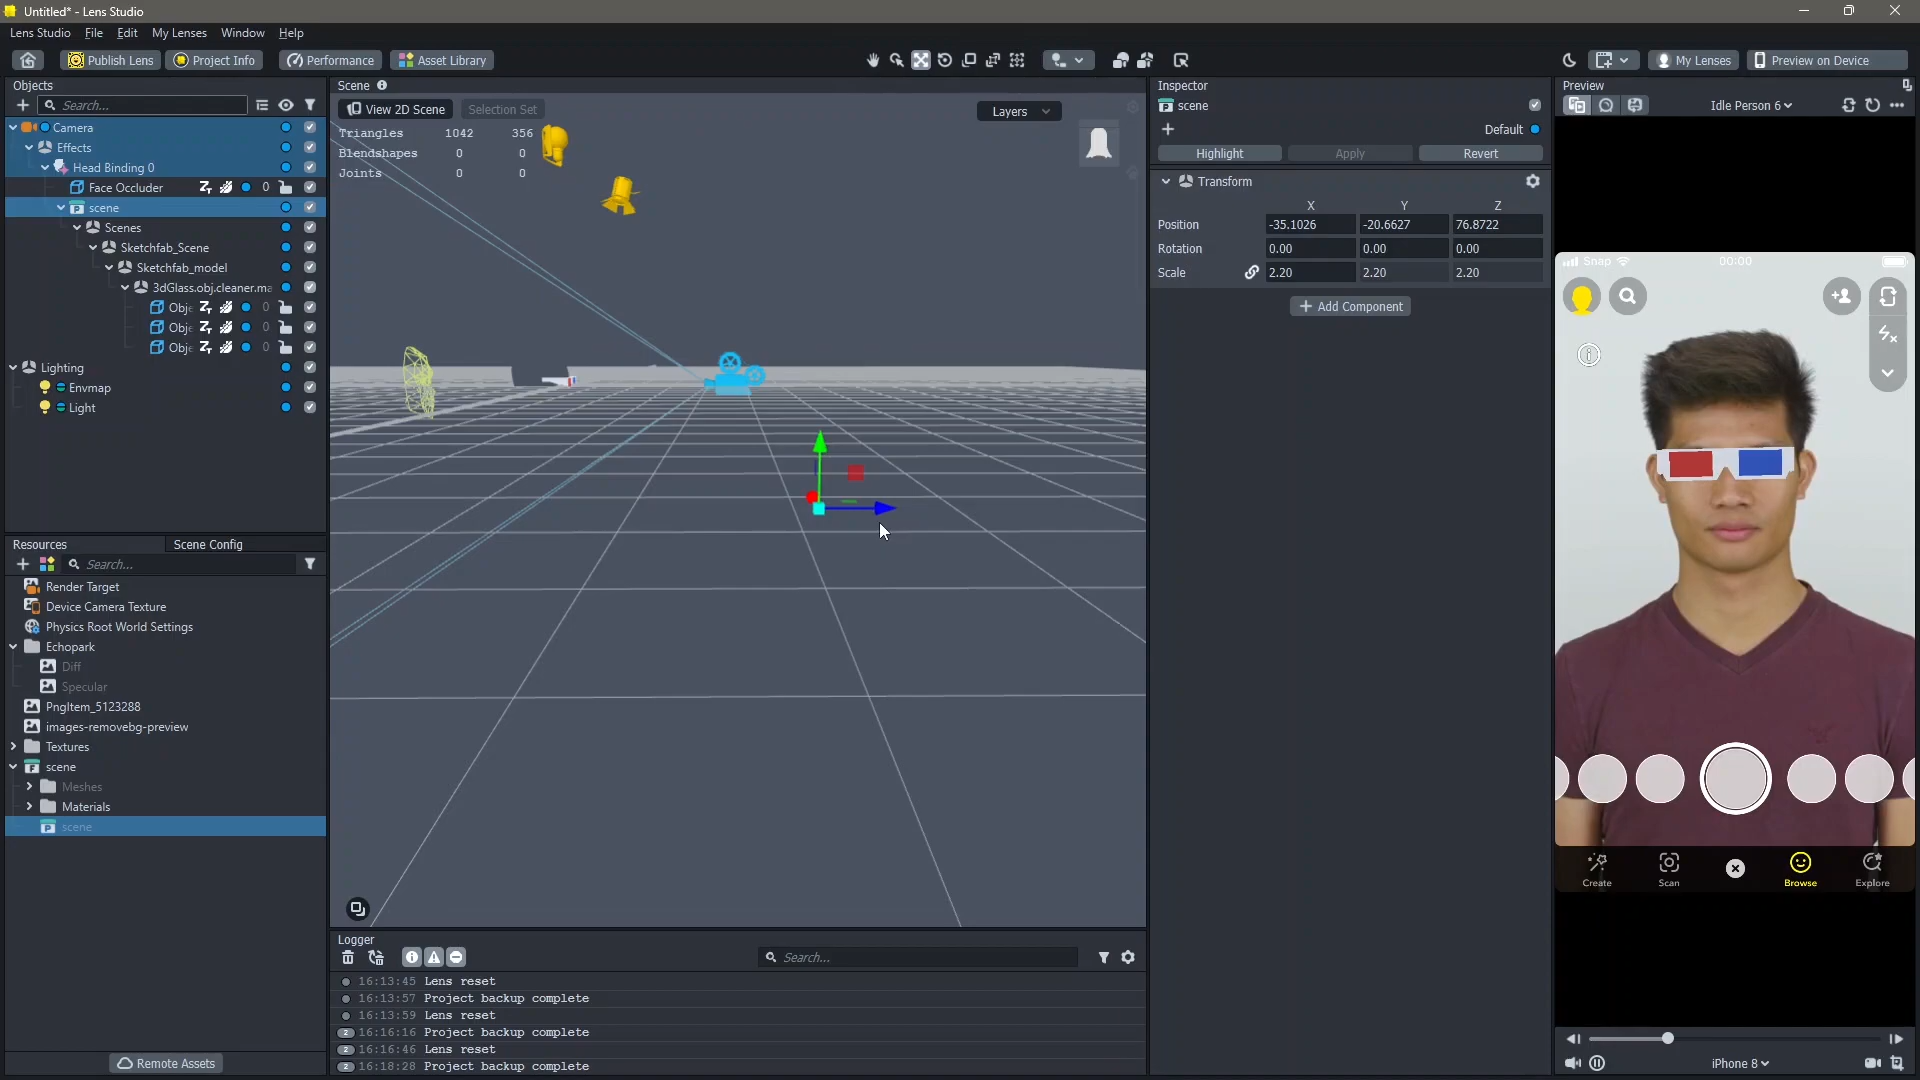 Untitled* - Lens Studio
Lens Studio File Edit My Lenses Window Help
Publish Lens Project Info Performance Asset Library My Lenses Preview on Device
Objects
Search...
Camera
Effects
Head Binding 0
Face Occluder 0
scene
Scenes
Sketchfab_Scene
Sketchfab_model
3dGlass.obj.cleaner.ma
Obj 0
Obj 0
Obj 0
Lighting
Envmap
Light
Resources Scene Config
Search...
Render Target
Device Camera Texture
Physics Root World Settings
Echopark
Diff
Specular
PngItem_5123288
images-removebg-preview
Textures
scene
Meshes
Materials
scene
Remote Assets
Scene
View 2D Scene Selection Set Layers
Triangles 1042 356
Blendshapes 0 0
Joints 0 0
Logger
Search...
16:13:45 Lens reset
16:13:57 Project backup complete
16:13:59 Lens reset
2 16:16:16 Project backup complete
2 16:16:46 Lens reset
2 16:18:28 Project backup complete
Inspector
scene
Default
Highlight Apply Revert
Transform
X Y Z
Position -35.1026 -20.6627 76.8722
Rotation 0.00 0.00 0.00
Scale 2.20 2.20 2.20
Add Component
Preview
Idle Person 6
Snap 00:00
Create Scan Browse Explore
iPhone 8